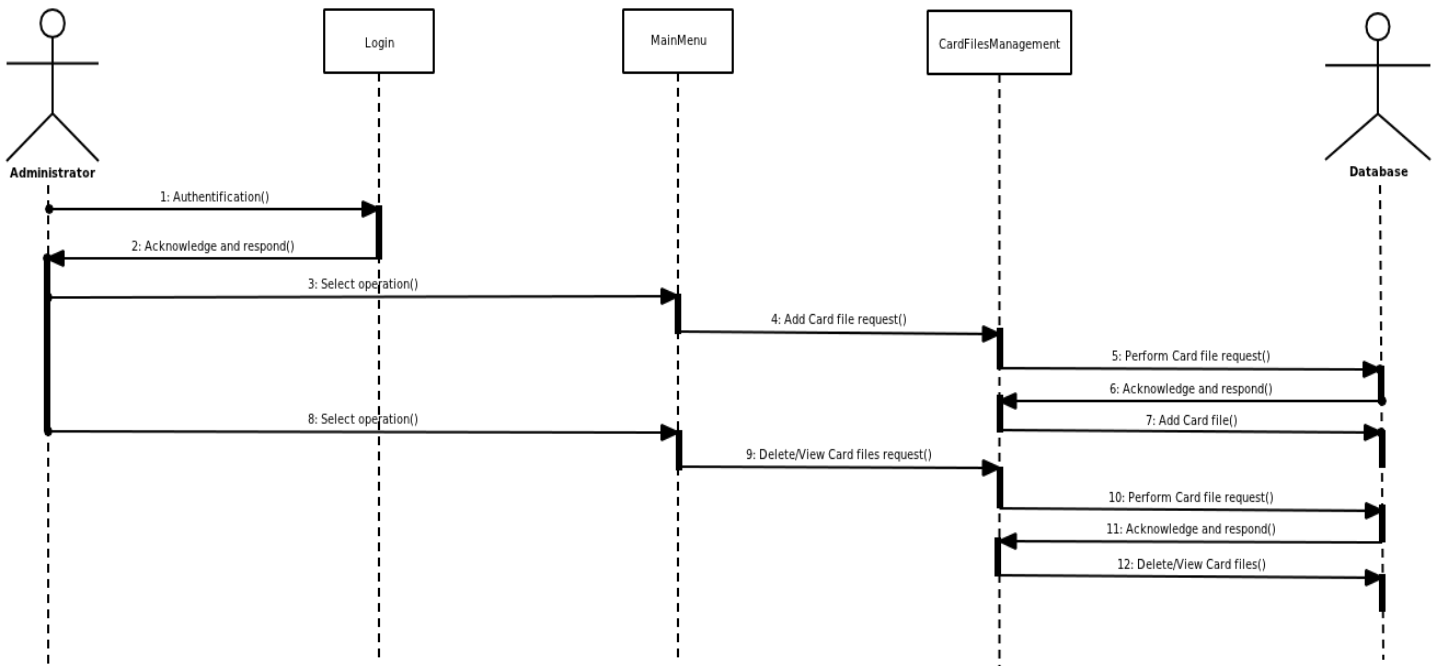 Login
MainMenu
CardFilesManagement
Administrator
Database
1: Authentification()
2: Acknowledge and respond()
3: Select operation()
4: Add Card file request()
5: Perform Card file request()
6: Acknowledge and respond()
7: Add Card file()
8: Select operation()
9: Delete/View Card files request()
10: Perform Card file request()
11: Acknowledge and respond()
12: Delete/View Card files()